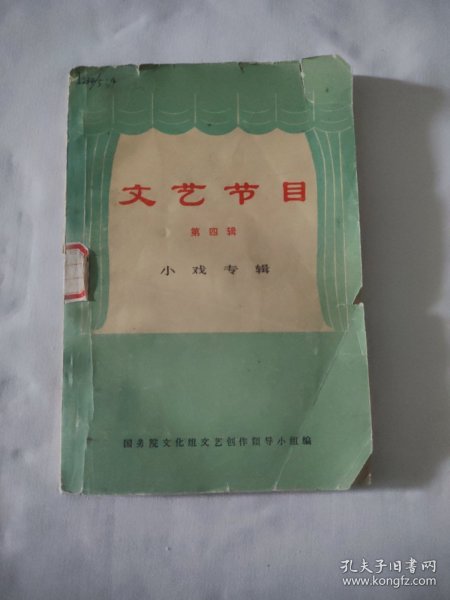 文艺节目
第四辑
小戏专辑
国务院文化组文艺创作领导小组编
孔夫子旧书网
www.kongfz.com